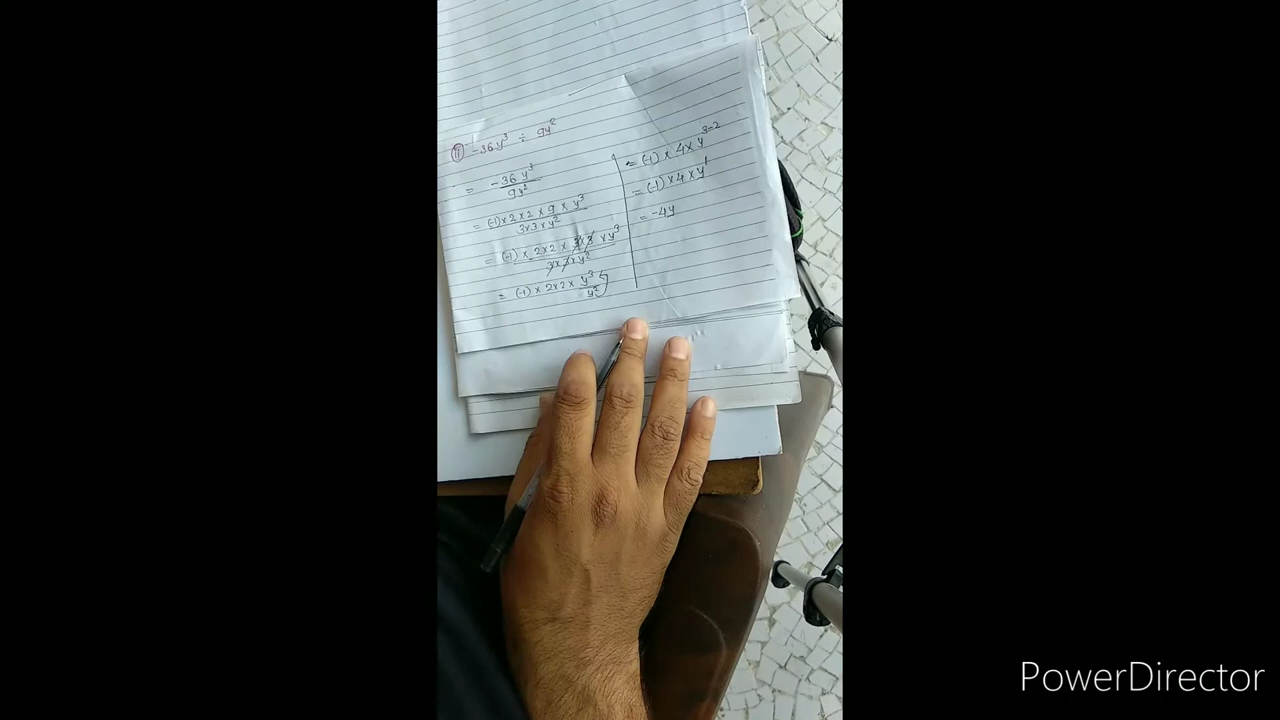 (ii) -36y³ ÷ 9y²
= -36y³/9y²
= (-1)×2×2×9×y³/3×3×y²
= (-1)×2×2×3×3×y³/3×3×y²
= (-1)×2×2×y³/y²
= (-1)×4×y³⁻²
= (-1)×4×y¹
= -4y
PowerDirector